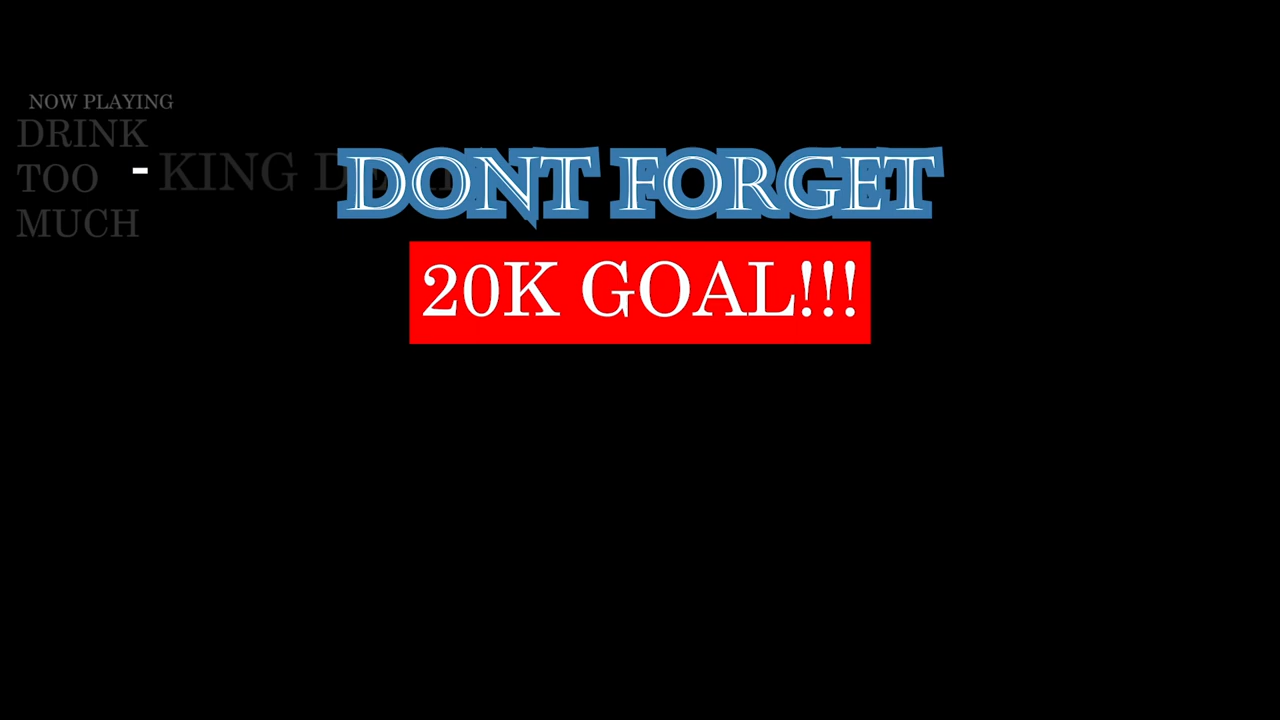 NOW PLAYING
DRINK
TOO
MUCH
- KING
DONT FORGET
20K GOAL!!!